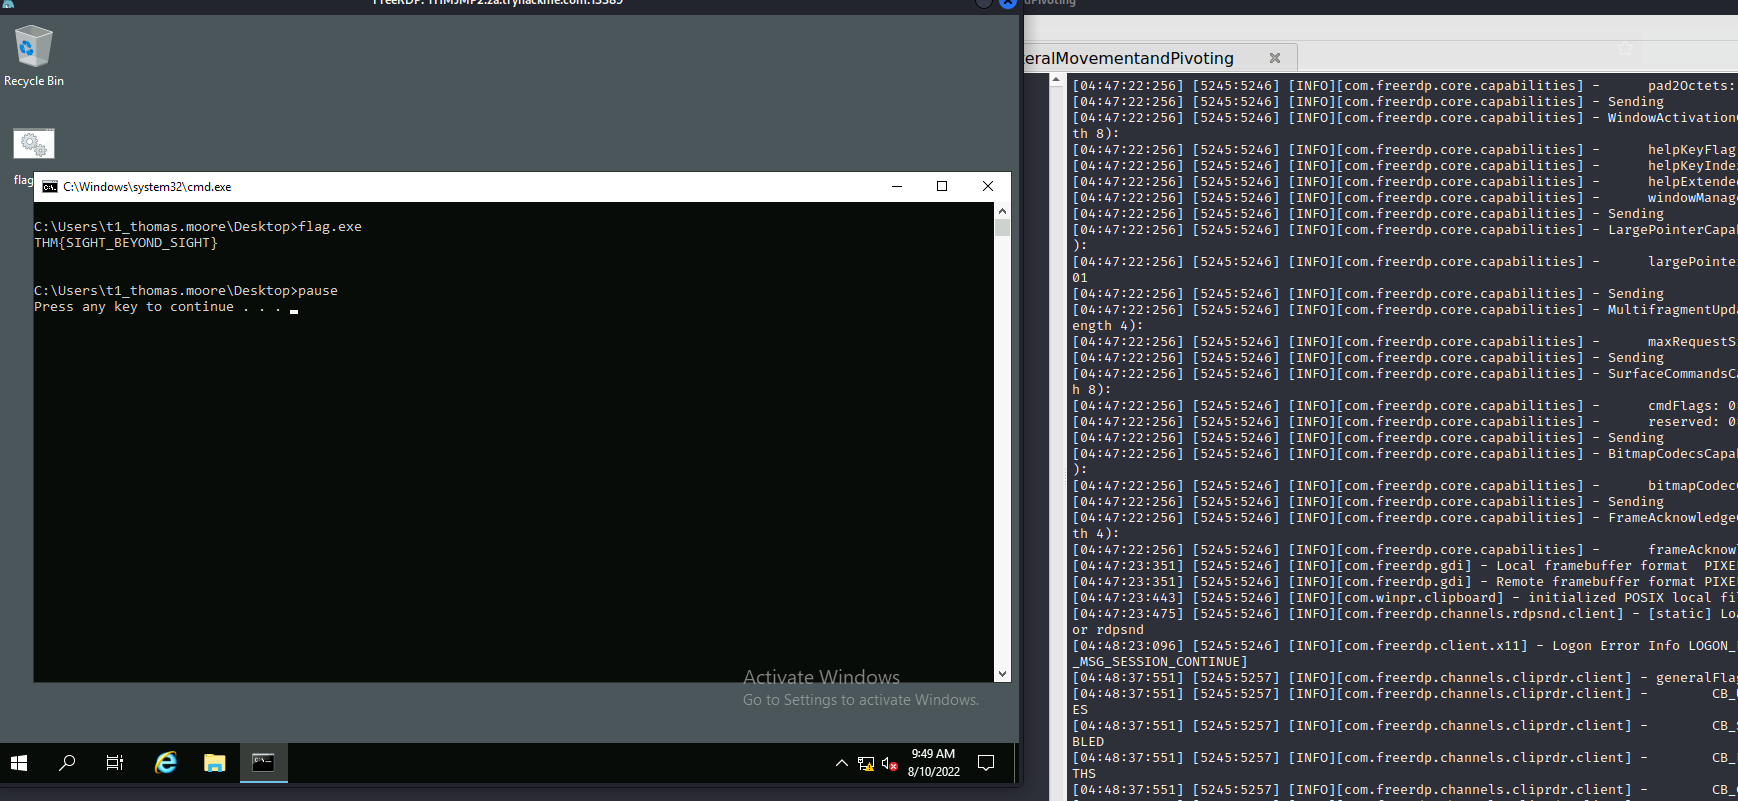 FreeRDP: THMJMP2.za.tryhackme.com:13389
dPivoting
Recycle Bin
flag
C:\Windows\system32\cmd.exe
C:\Users\t1_thomas.moore\Desktop>flag.exe
THM{SIGHT_BEYOND_SIGHT}
C:\Users\t1_thomas.moore\Desktop>pause
Press any key to continue . . .
Activate Windows
Go to Settings to activate Windows.
9:49 AM
8/10/2022
teralMovementandPivoting
[04:47:22:256] [5245:5246] [INFO][com.freerdp.core.capabilities] - pad2Octets:
[04:47:22:256] [5245:5246] [INFO][com.freerdp.core.capabilities] - Sending
[04:47:22:256] [5245:5246] [INFO][com.freerdp.core.capabilities] - WindowActivation
th 8):
[04:47:22:256] [5245:5246] [INFO][com.freerdp.core.capabilities] - helpKeyFlag
[04:47:22:256] [5245:5246] [INFO][com.freerdp.core.capabilities] - helpKeyInde
[04:47:22:256] [5245:5246] [INFO][com.freerdp.core.capabilities] - helpExtende
[04:47:22:256] [5245:5246] [INFO][com.freerdp.core.capabilities] - windowManag
[04:47:22:256] [5245:5246] [INFO][com.freerdp.core.capabilities] - Sending
[04:47:22:256] [5245:5246] [INFO][com.freerdp.core.capabilities] - LargePointerCapa
):
[04:47:22:256] [5245:5246] [INFO][com.freerdp.core.capabilities] - largePointe
01
[04:47:22:256] [5245:5246] [INFO][com.freerdp.core.capabilities] - Sending
[04:47:22:256] [5245:5246] [INFO][com.freerdp.core.capabilities] - MultifragmentUpda
ength 4):
[04:47:22:256] [5245:5246] [INFO][com.freerdp.core.capabilities] - maxRequestS
[04:47:22:256] [5245:5246] [INFO][com.freerdp.core.capabilities] - Sending
[04:47:22:256] [5245:5246] [INFO][com.freerdp.core.capabilities] - SurfaceCommandsC
h 8):
[04:47:22:256] [5245:5246] [INFO][com.freerdp.core.capabilities] - cmdFlags: 0
[04:47:22:256] [5245:5246] [INFO][com.freerdp.core.capabilities] - reserved: 0
[04:47:22:256] [5245:5246] [INFO][com.freerdp.core.capabilities] - Sending
[04:47:22:256] [5245:5246] [INFO][com.freerdp.core.capabilities] - BitmapCodecsCapa
):
[04:47:22:256] [5245:5246] [INFO][com.freerdp.core.capabilities] - bitmapCodec
[04:47:22:256] [5245:5246] [INFO][com.freerdp.core.capabilities] - Sending
[04:47:22:256] [5245:5246] [INFO][com.freerdp.core.capabilities] - FrameAcknowledge
th 4):
[04:47:22:256] [5245:5246] [INFO][com.freerdp.core.capabilities] - frameAcknow
[04:47:23:351] [5245:5246] [INFO][com.freerdp.gdi] - Local framebuffer format PIXE
[04:47:23:351] [5245:5246] [INFO][com.freerdp.gdi] - Remote framebuffer format PIXE
[04:47:23:443] [5245:5246] [INFO][com.winpr.clipboard] - initialized POSIX local fi
[04:47:23:475] [5245:5246] [INFO][com.freerdp.channels.rdpsnd.client] - [static] Lo
or rdpsnd
[04:48:23:096] [5245:5246] [INFO][com.freerdp.client.x11] - Logon Error Info LOGON_
_MSG_SESSION_CONTINUE]
[04:48:37:551] [5245:5257] [INFO][com.freerdp.channels.cliprdr.client] - generalFla
[04:48:37:551] [5245:5257] [INFO][com.freerdp.channels.cliprdr.client] - CB_
ES
[04:48:37:551] [5245:5257] [INFO][com.freerdp.channels.cliprdr.client] - CB_
BLED
[04:48:37:551] [5245:5257] [INFO][com.freerdp.channels.cliprdr.client] - CB_
THS
[04:48:37:551] [5245:5257] [INFO][com.freerdp.channels.cliprdr.client] - CB_